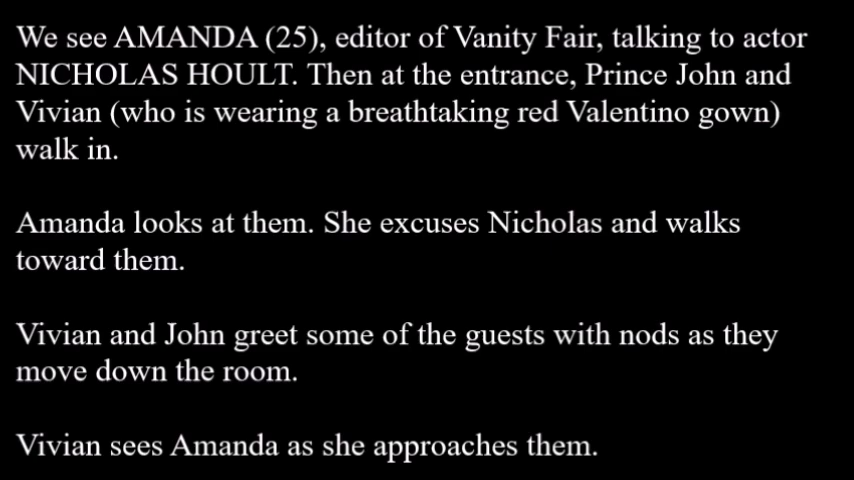 We see AMANDA (25), editor of Vanity Fair, talking to actor
NICHOLAS HOULT. Then at the entrance, Prince John and
Vivian (who is wearing a breathtaking red Valentino gown)
walk in.
Amanda looks at them. She excuses Nicholas and walks
toward them.
Vivian and John greet some of the guests with nods as they
move down the room.
Vivian sees Amanda as she approaches them.